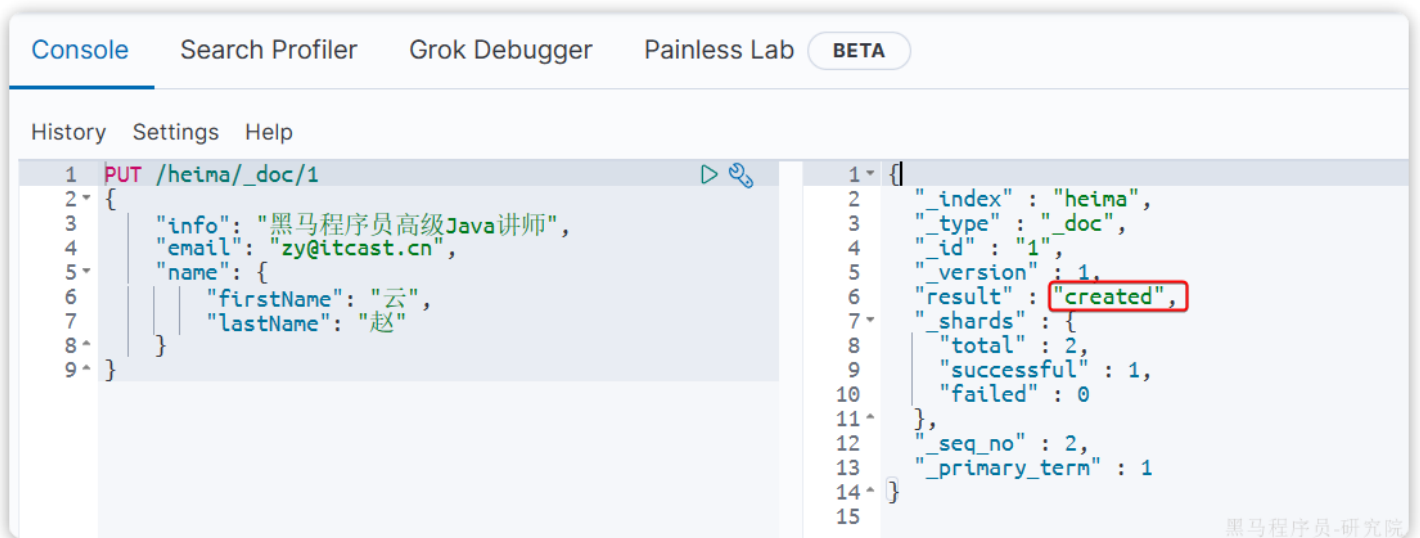 Console Search Profiler Grok Debugger Painless Lab BETA
History Settings Help
1 PUT /heima/_doc/1
2 {
3 "info": "黑马程序员高级Java讲师",
4 "email": "zy@itcast.cn",
5 "name": {
6 "firstName": "云",
7 "lastName": "赵"
8 }
9 }
1 {
2 "_index" : "heima",
3 "_type" : "_doc",
4 "_id" : "1",
5 "_version" : 1,
6 "result" : "created",
7 "_shards" : {
8 "total" : 2,
9 "successful" : 1,
10 "failed" : 0
11 },
12 "_seq_no" : 2,
13 "_primary_term" : 1
14 }
15
黑马程序员-研究院